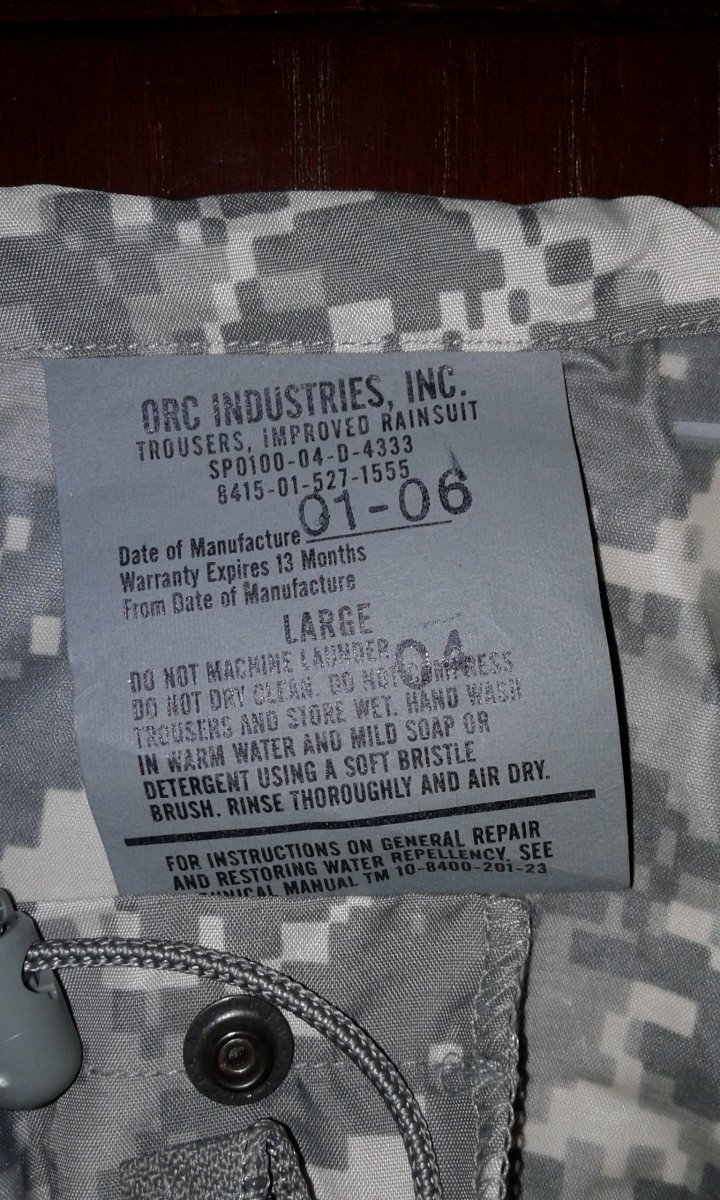 ORC INDUSTRIES, INC.
TROUSERS, IMPROVED RAINSUIT
SPO100-04-D-4333
8415-01-527-1555
Date of Manufacture 01-06
Warranty Expires 13 Months
From Date of Manufacture
LARGE
DO NOT MACHINE LAUNDER 04
DO NOT DRY CLEAN. DO NOT
TROUSERS AND STORE WET. HAND WASH
IN WARM WATER AND MILD SOAP OR
DETERGENT USING A SOFT BRISTLE
BRUSH. RINSE THOROUGHLY AND AIR DRY.
FOR INSTRUCTIONS ON GENERAL REPAIR
AND RESTORING WATER REPELLENCY, SEE
MANUAL TM 10-8400-201-23